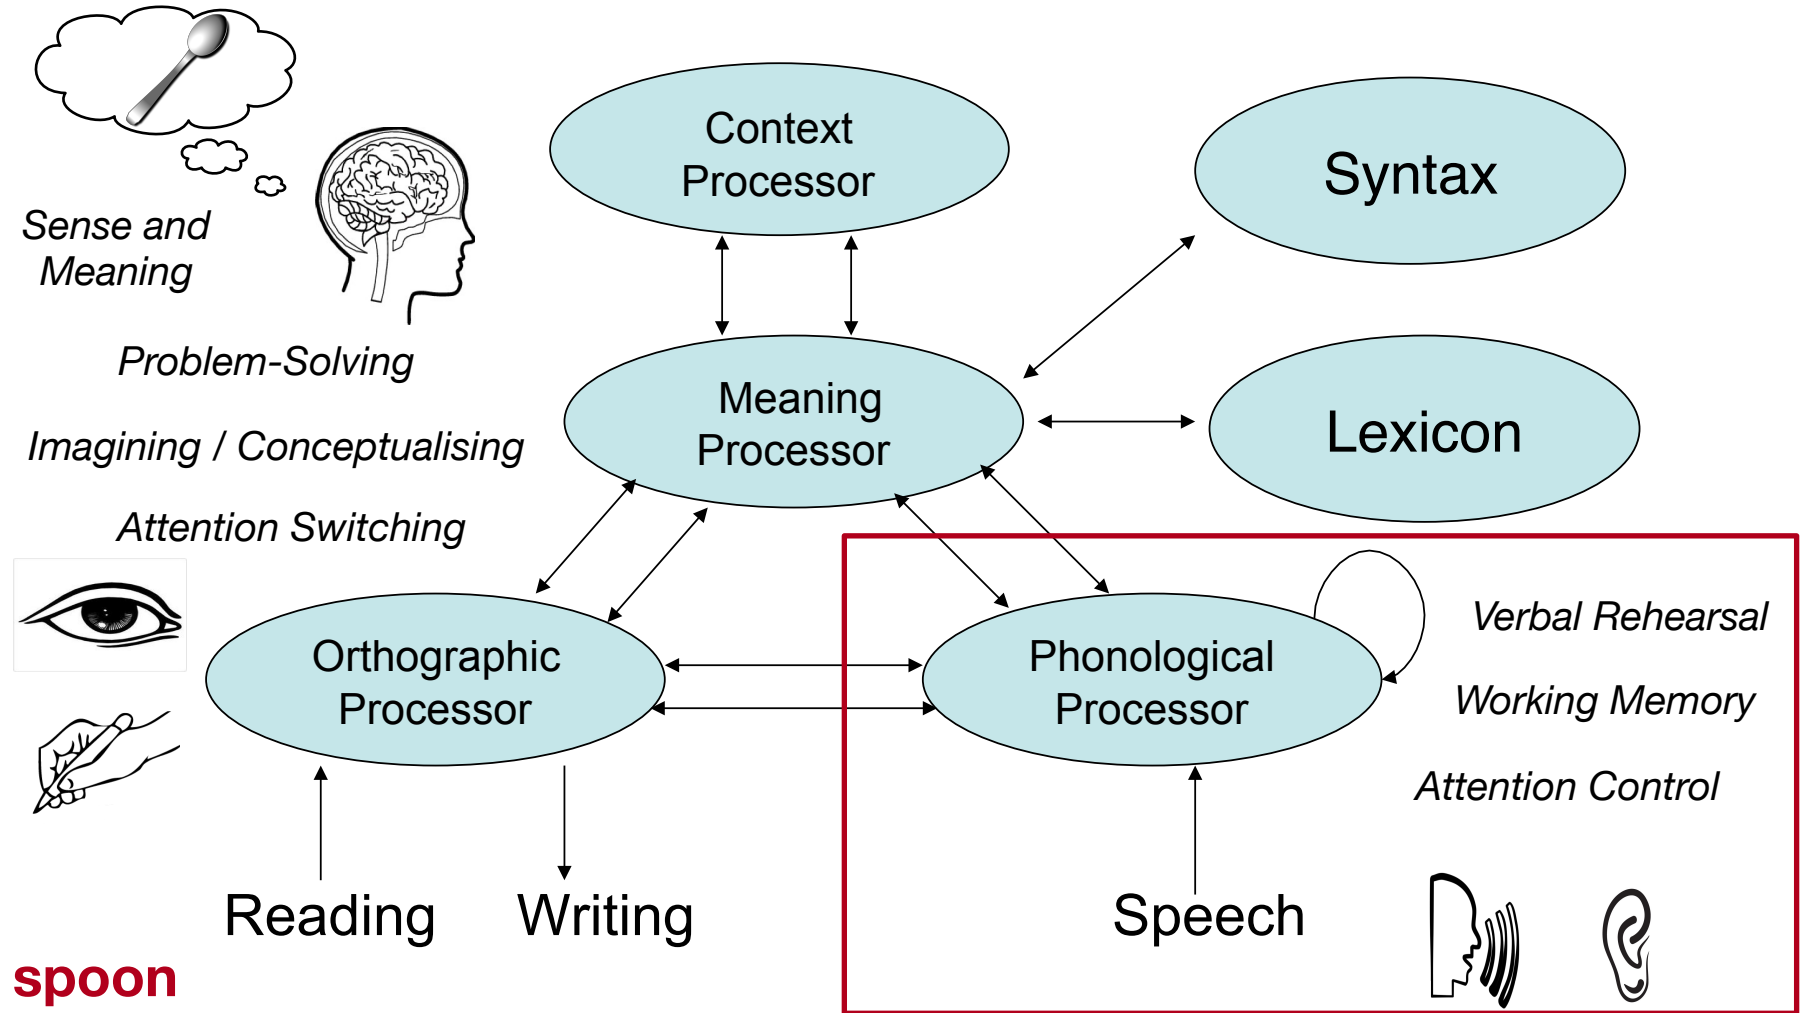 Context
Processor
Syntax
Sense and
Meaning
Problem-Solving
Meaning
Processor
Lexicon
Imagining / Conceptualising
Attention Switching
Orthographic
Processor
Phonological
Processor
Verbal Rehearsal
Working Memory
Attention Control
Reading
Writing
Speech
spoon